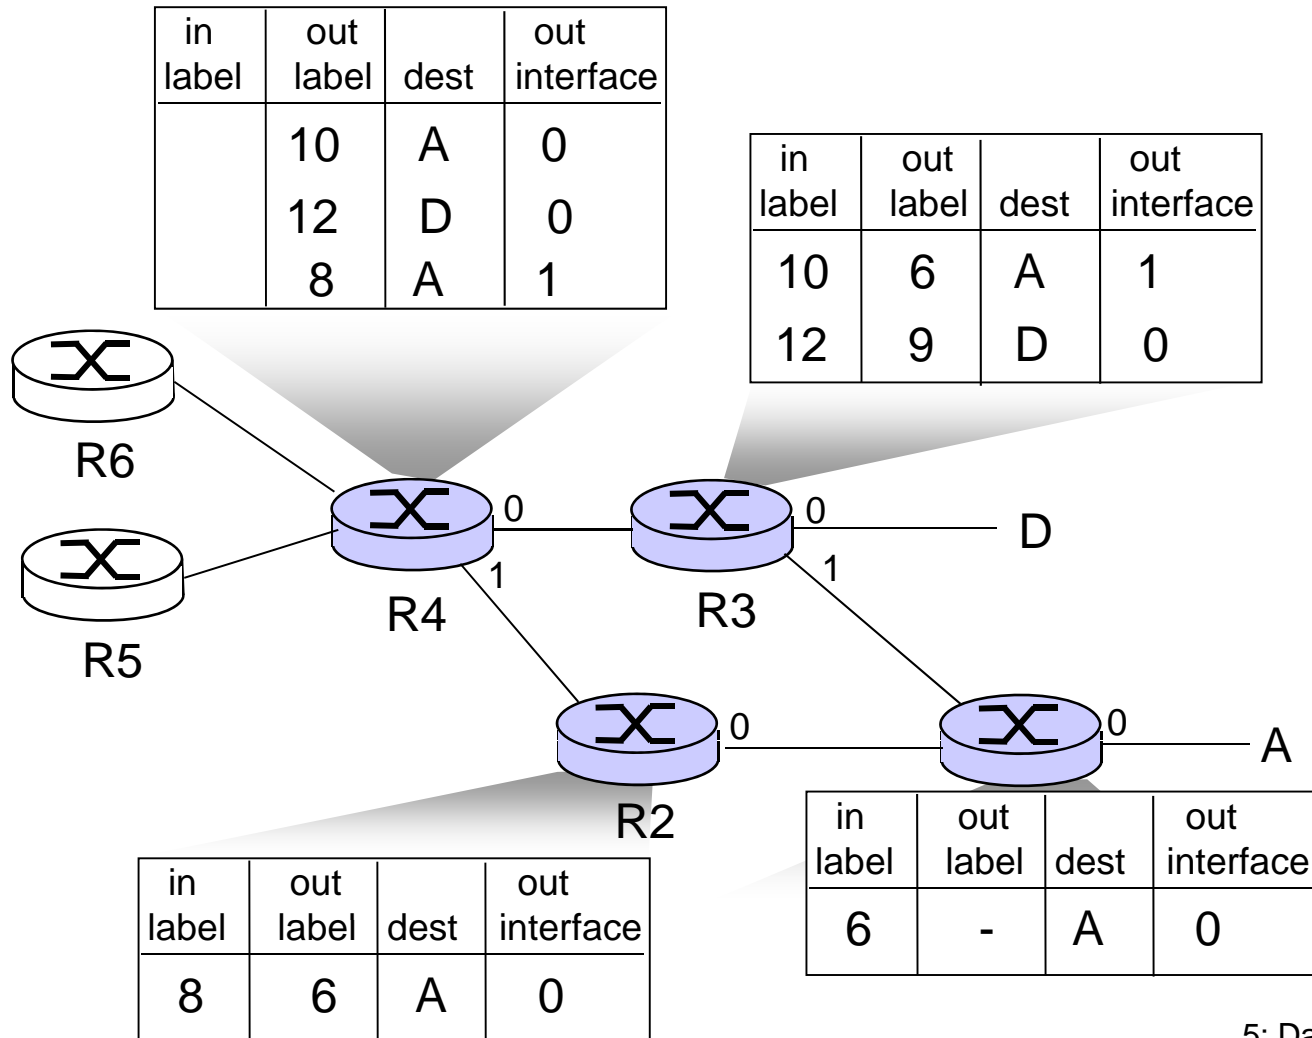 in out out
label label dest interface
10 A 0
12 D 0
8 A 1
in out out
label label dest interface
10 6 A 1
12 9 D 0
R6
0
0
D
1
1
R4
R3
R5
0
0
A
R2
in out out
label label dest interface
6 - A 0
in out out
label label dest interface
8 6 A 0